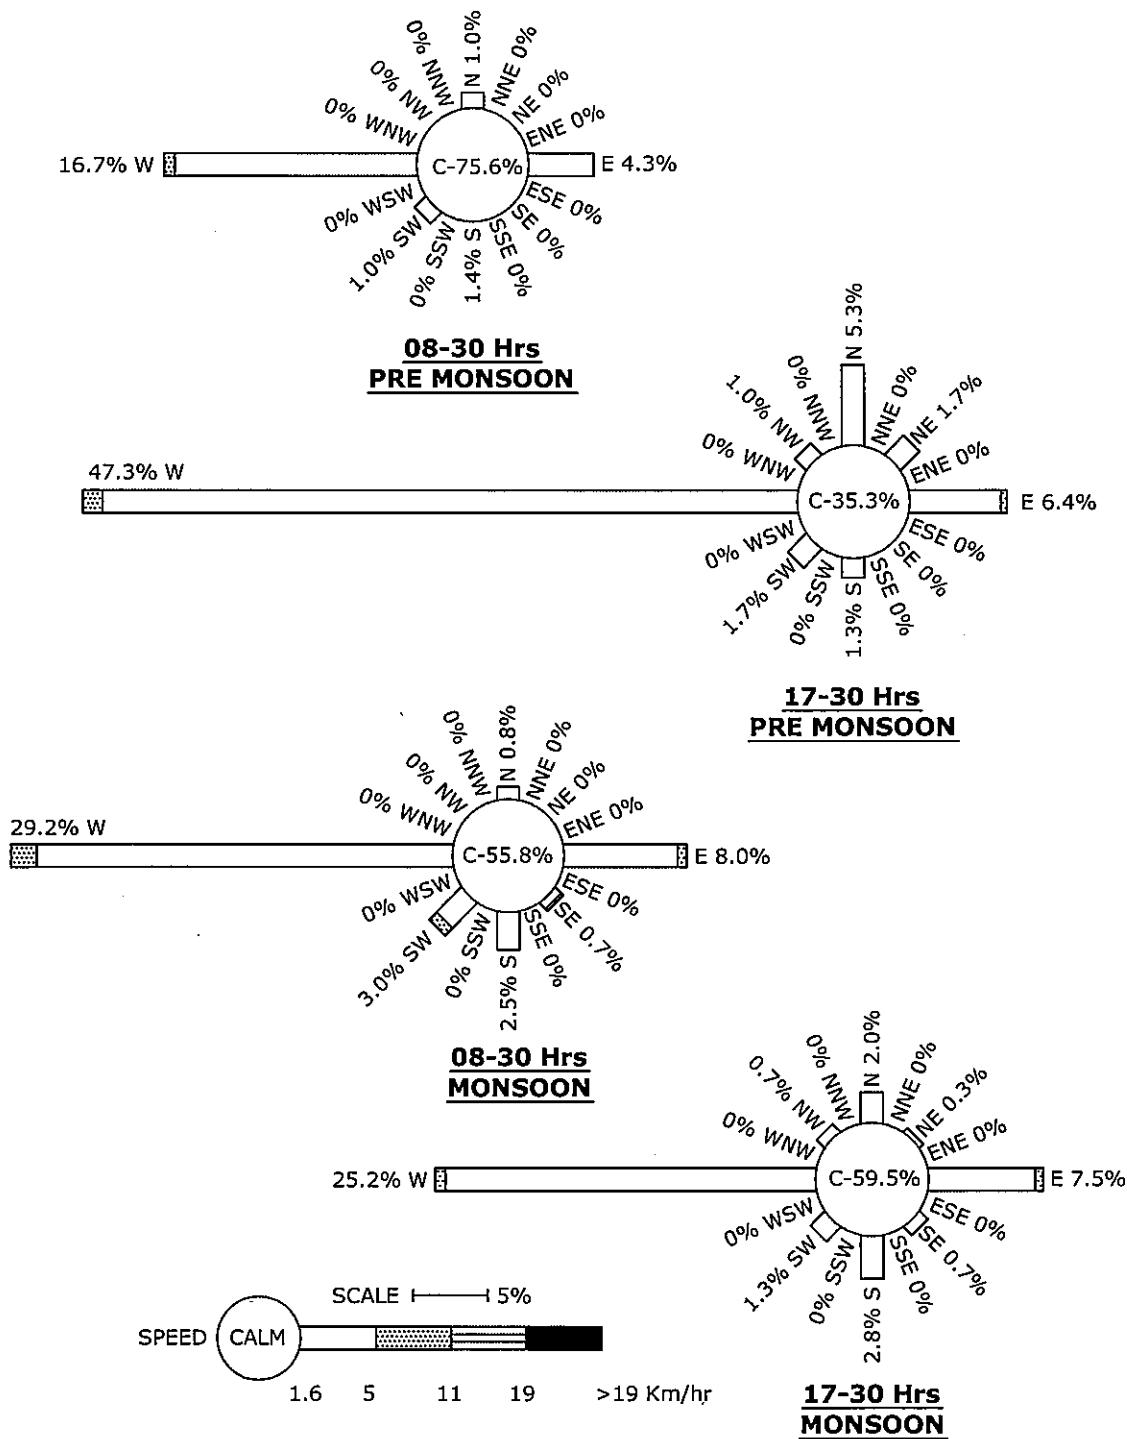 0% WNW
0% NW
0% NNW
N 1.0%
NNE 0%
NE 0%
ENE 0%
16.7% W
C-75.6%
E 4.3%
0% WSW
1.0% SW
0% SSW
1.4% S
SSE 0%
SE 0%
ESE 0%
08-30 Hrs
PRE MONSOON
0% WNW
1.0% NW
0% NNW
N 5.3%
NNE 0%
NE 1.7%
ENE 0%
47.3% W
C-35.3%
E 6.4%
0% WSW
1.7% SW
0% SSW
1.3% S
SSE 0%
SE 0%
ESE 0%
17-30 Hrs
PRE MONSOON
0% WNW
0% NW
0% NNW
N 0.8%
NNE 0%
NE 0%
ENE 0%
29.2% W
C-55.8%
E 8.0%
0% WSW
3.0% SW
0% SSW
2.5% S
SSE 0%
SE 0.7%
ESE 0%
08-30 Hrs
MONSOON
0% WNW
0.7% NW
0% NNW
N 2.0%
NNE 0%
NE 0.3%
ENE 0%
25.2% W
C-59.5%
E 7.5%
0% WSW
1.3% SW
0% SSW
2.8% S
SSE 0%
SE 0.7%
ESE 0%
17-30 Hrs
MONSOON
SCALE 5%
SPEED CALM
1.6 5 11 19 >19 Km/hr